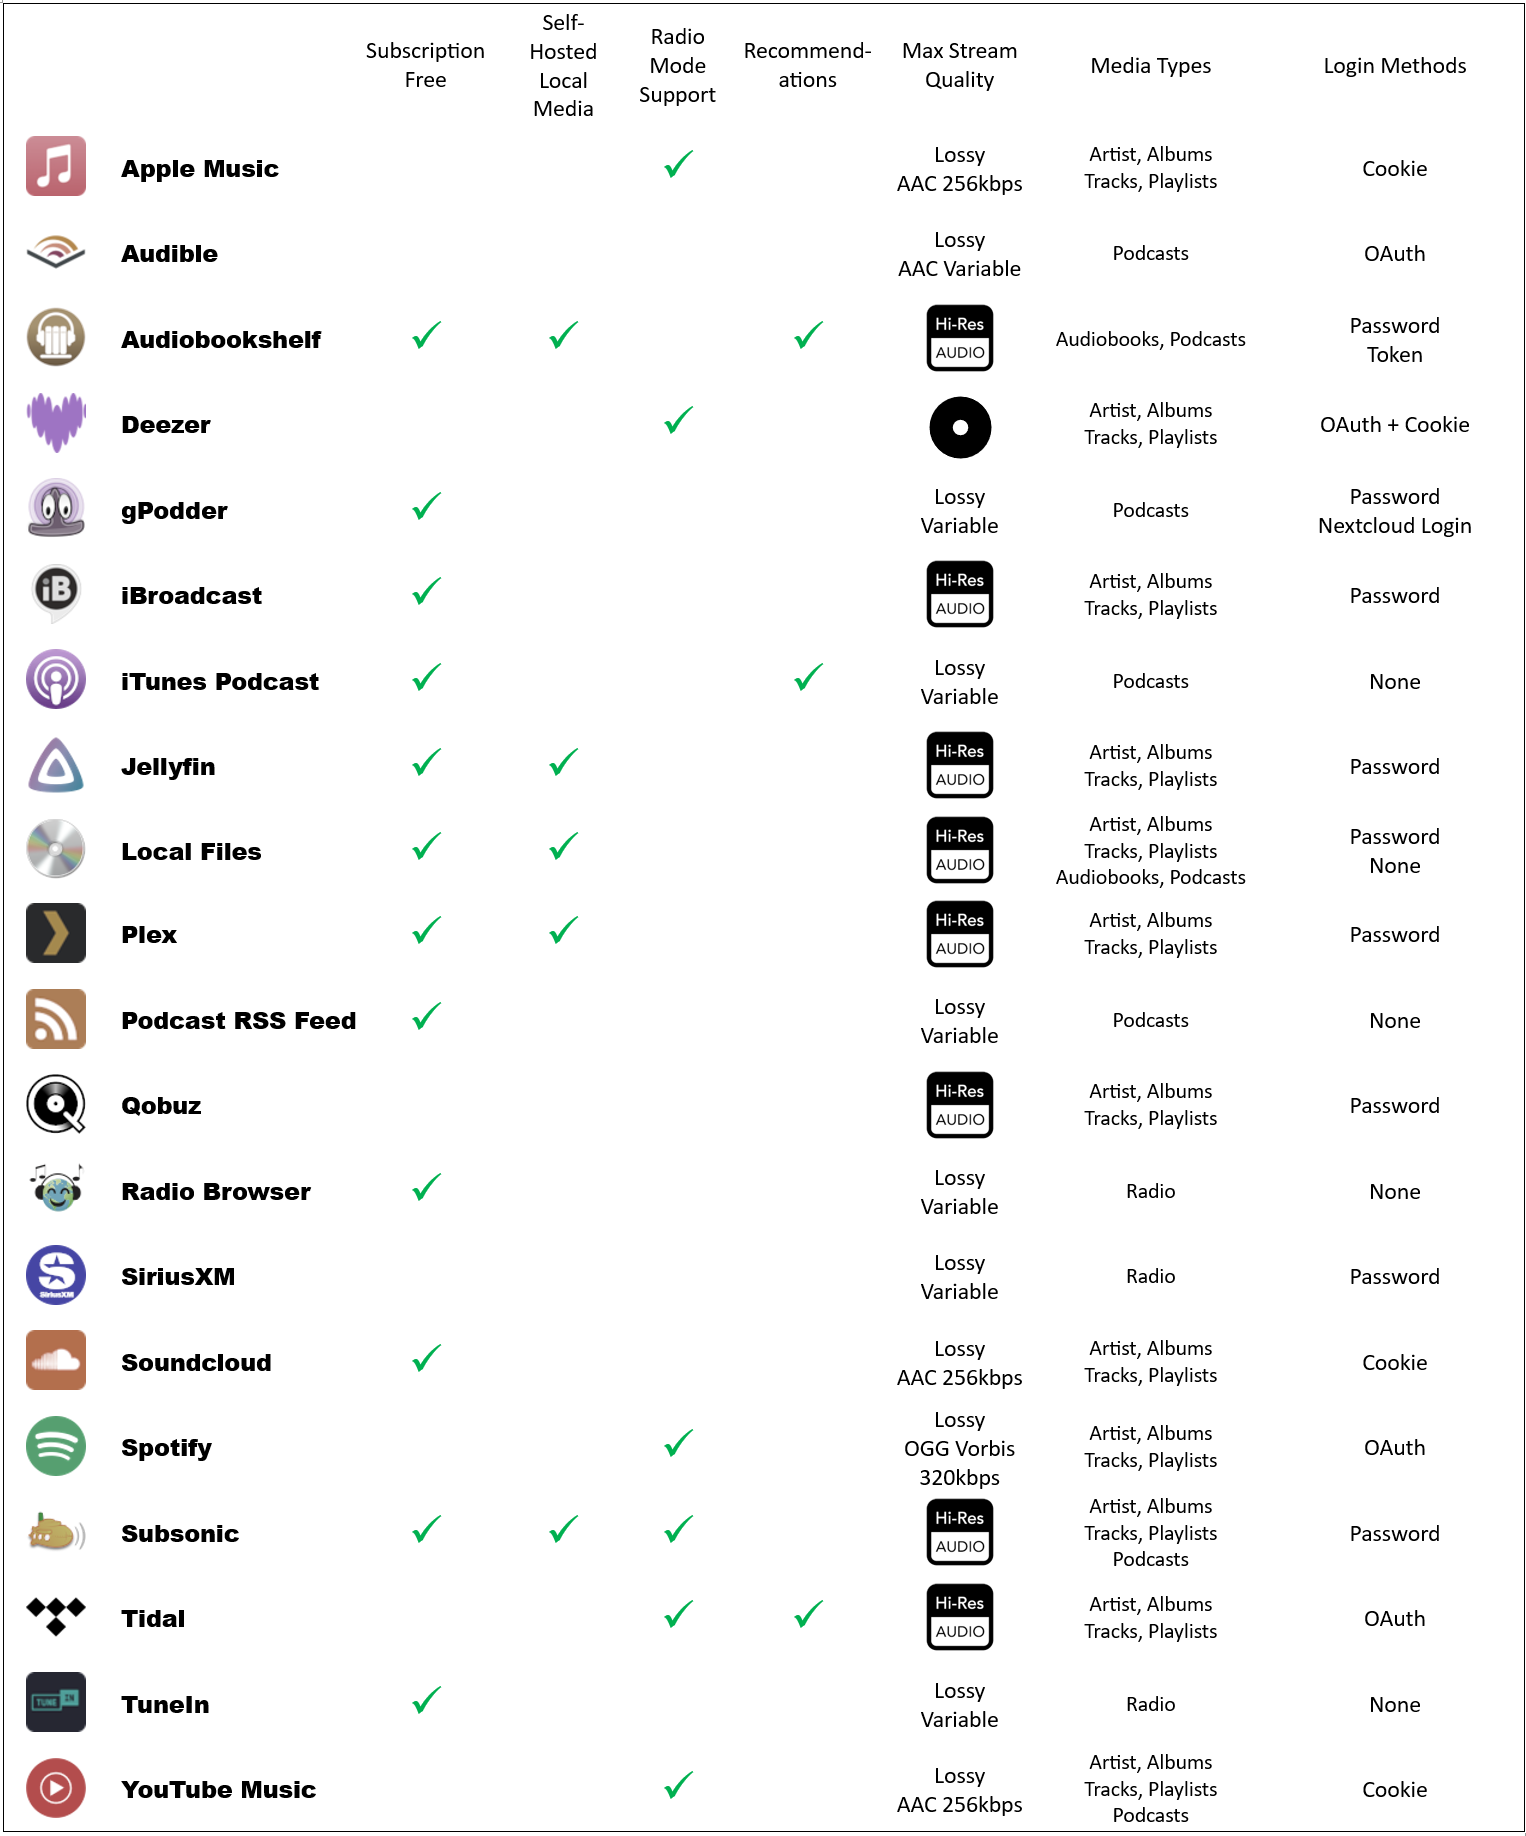 Subscription
Free
Self-
Hosted
Local
Media
Radio
Mode
Support
Recommend-
ations
Max Stream
Quality
Media Types
Login Methods
Apple Music
Lossy
AAC 256kbps
Artist, Albums
Tracks, Playlists
Cookie
Audible
Lossy
AAC Variable
Podcasts
OAuth
Audiobookshelf
Hi-Res
AUDIO
Audiobooks, Podcasts
Password
Token
Deezer
Artist, Albums
Tracks, Playlists
OAuth + Cookie
gPodder
Lossy
Variable
Podcasts
Password
Nextcloud Login
iB
iBroadcast
Hi-Res
AUDIO
Artist, Albums
Tracks, Playlists
Password
iTunes Podcast
Lossy
Variable
Podcasts
None
Jellyfin
Hi-Res
AUDIO
Artist, Albums
Tracks, Playlists
Password
Local Files
Hi-Res
AUDIO
Artist, Albums
Tracks, Playlists
Audiobooks, Podcasts
Password
None
Plex
Hi-Res
AUDIO
Artist, Albums
Tracks, Playlists
Password
Podcast RSS Feed
Lossy
Variable
Podcasts
None
Qobuz
Hi-Res
AUDIO
Artist, Albums
Tracks, Playlists
Password
Radio Browser
Lossy
Variable
Radio
None
S
SiriusXM
SiriusXM
Lossy
Variable
Radio
Password
Soundcloud
Lossy
AAC 256kbps
Artist, Albums
Tracks, Playlists
Cookie
Spotify
Lossy
OGG Vorbis
320kbps
Artist, Albums
Tracks, Playlists
OAuth
Subsonic
Hi-Res
AUDIO
Artist, Albums
Tracks, Playlists
Podcasts
Password
Tidal
Hi-Res
AUDIO
Artist, Albums
Tracks, Playlists
OAuth
TUNE IN
TuneIn
Lossy
Variable
Radio
None
YouTube Music
Lossy
AAC 256kbps
Artist, Albums
Tracks, Playlists
Podcasts
Cookie